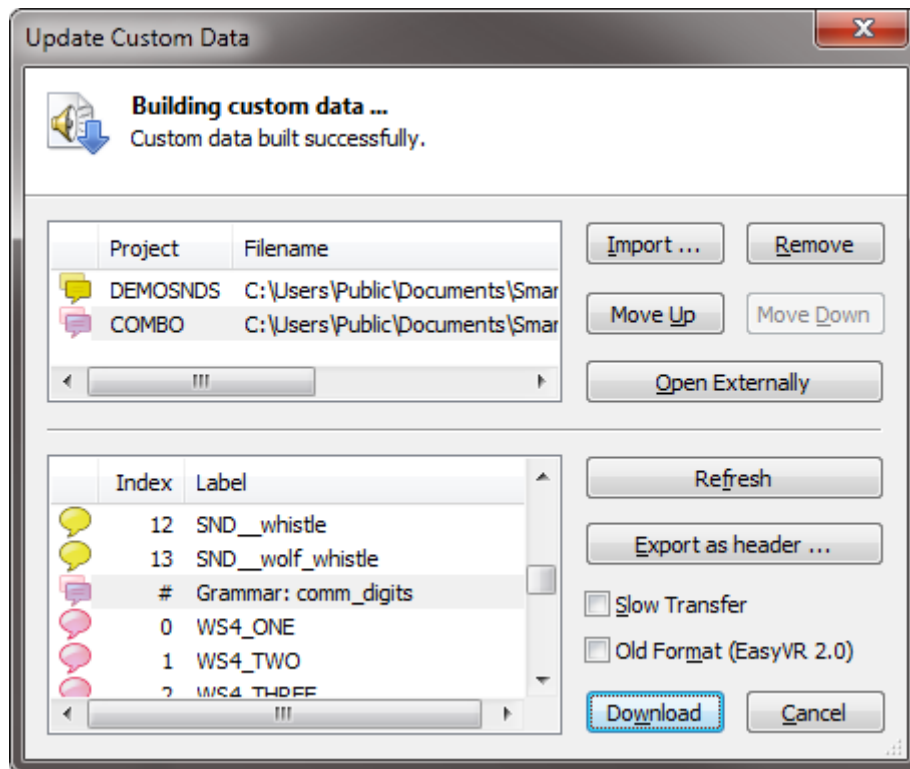 Update Custom Data
Building custom data ...
Custom data built successfully.
Project Filename
DEMOSNDS C:\Users\Public\Documents\Smar
COMBO C:\Users\Public\Documents\Smar
Import ... Remove
Move Up Move Down
Open Externally
Index Label
12 SND__whistle
13 SND__wolf_whistle
# Grammar: comm_digits
0 WS4_ONE
1 WS4_TWO
2 WS4_THREE
Refresh
Export as header ...
Slow Transfer
Old Format (EasyVR 2.0)
Download Cancel